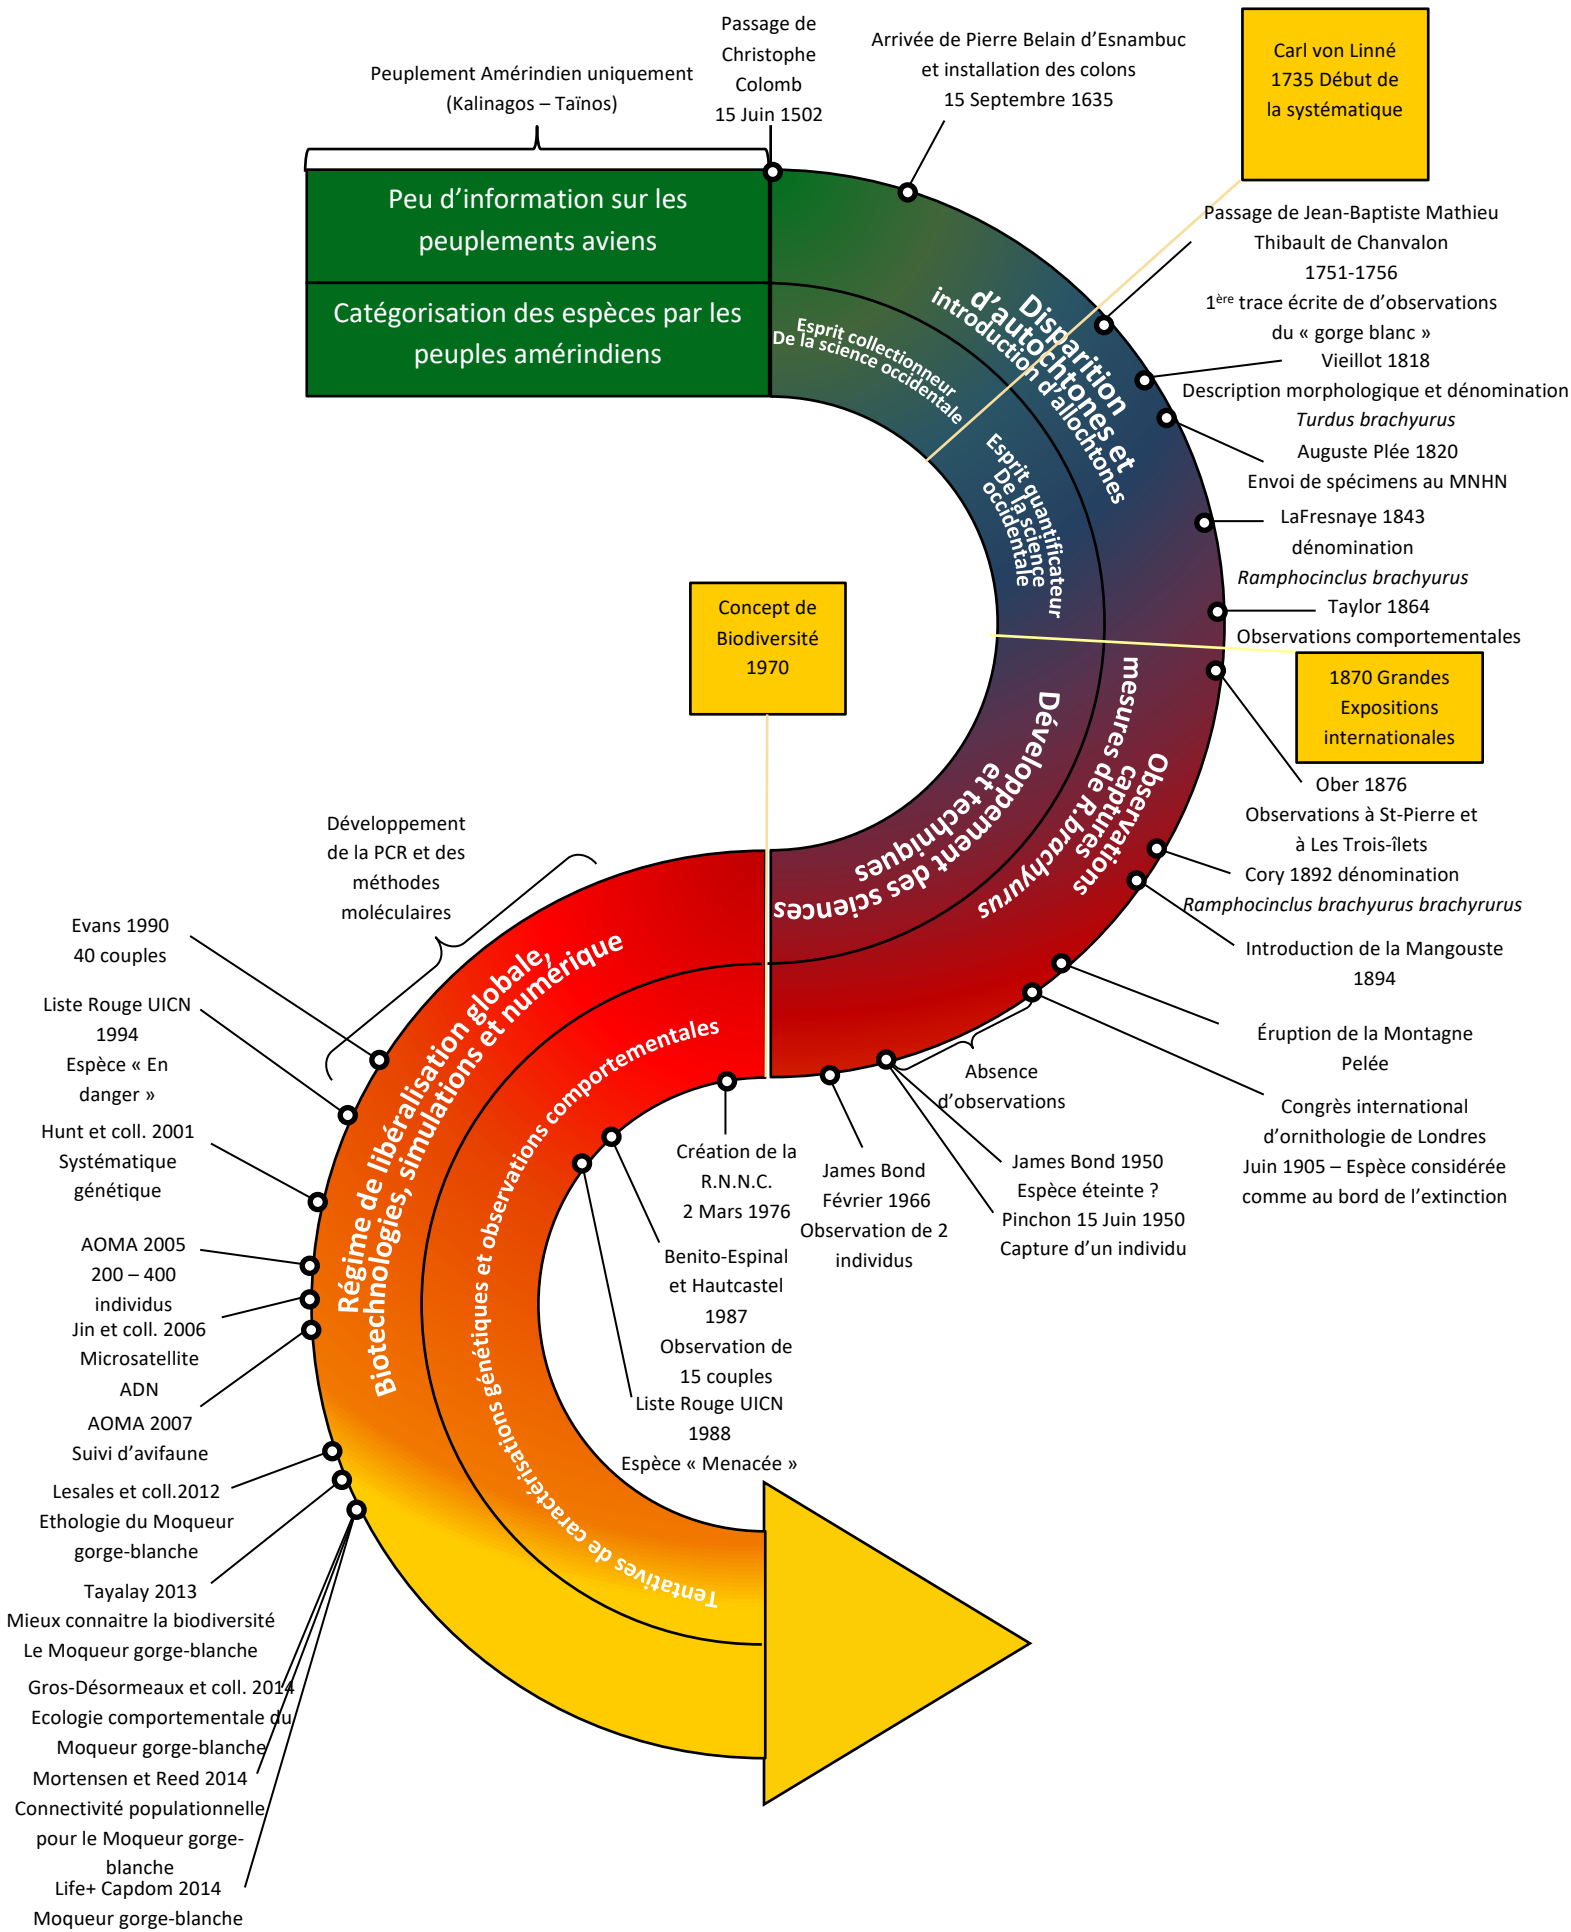 Peuplement Amérindien uniquement
(Kalinagos – Taïnos)
Passage de
Christophe
Colomb
15 Juin 1502
Arrivée de Pierre Belain d’Esnambuc
et installation des colons
15 Septembre 1635
Carl von Linné
1735 Début de
la systématique
Peu d’information sur les
peuplements aviens
Catégorisation des espèces par les
peuples amérindiens
Esprit collectionneur
De la science occidentale
Disparition
d’autochtones et
introduction d’allochtones
Esprit quantificateur
De la science
occidentale
Passage de Jean-Baptiste Mathieu
Thibault de Chanvalon
1751-1756
1ère trace écrite de d’observations
du « gorge blanc »
Vieillot 1818
Description morphologique et dénomination
Turdus brachyurus
Auguste Plée 1820
Envoi de spécimens au MNHN
LaFresnaye 1843
dénomination
Ramphocinclus brachyurus
Taylor 1864
Observations comportementales
1870 Grandes
Expositions
internationales
Ober 1876
Observations à St-Pierre et
à Les Trois-îlets
Cory 1892 dénomination
Ramphocinclus brachyurus brachyrurus
Introduction de la Mangouste
1894
Éruption de la Montagne
Pelée
Congrès international
d’ornithologie de Londres
Juin 1905 – Espèce considérée
comme au bord de l’extinction
Développement des sciences
et techniques
Observations
captures
mesures de R.brachyurus
Absence
d’observations
James Bond 1950
Espèce éteinte ?
Pinchon 15 Juin 1950
Capture d’un individu
James Bond
Février 1966
Observation de 2
individus
Concept de
Biodiversité
1970
Création de la
R.N.N.C.
2 Mars 1976
Benito-Espinal
et Hautcastel
1987
Observation de
15 couples
Liste Rouge UICN
1988
Espèce « Menacée »
Régime de libéralisation globale,
Biotechnologies, simulations et numérique
Tentatives de caractérisations génétiques et observations comportementales
Développement
de la PCR et des
méthodes
moléculaires
Evans 1990
40 couples
Liste Rouge UICN
1994
Espèce « En
danger »
Hunt et coll. 2001
Systématique
génétique
AOMA 2005
200 – 400
individus
Jin et coll. 2006
Microsatellite
ADN
AOMA 2007
Suivi d’avifaune
Lesales et coll.2012
Ethologie du Moqueur
gorge-blanche
Tayalay 2013
Mieux connaitre la biodiversité
Le Moqueur gorge-blanche
Gros-Désormeaux et coll. 2014
Ecologie comportementale du
Moqueur gorge-blanche
Mortensen et Reed 2014
Connectivité populationnelle
pour le Moqueur gorge-
blanche
Life+ Capdom 2014
Moqueur gorge-blanche